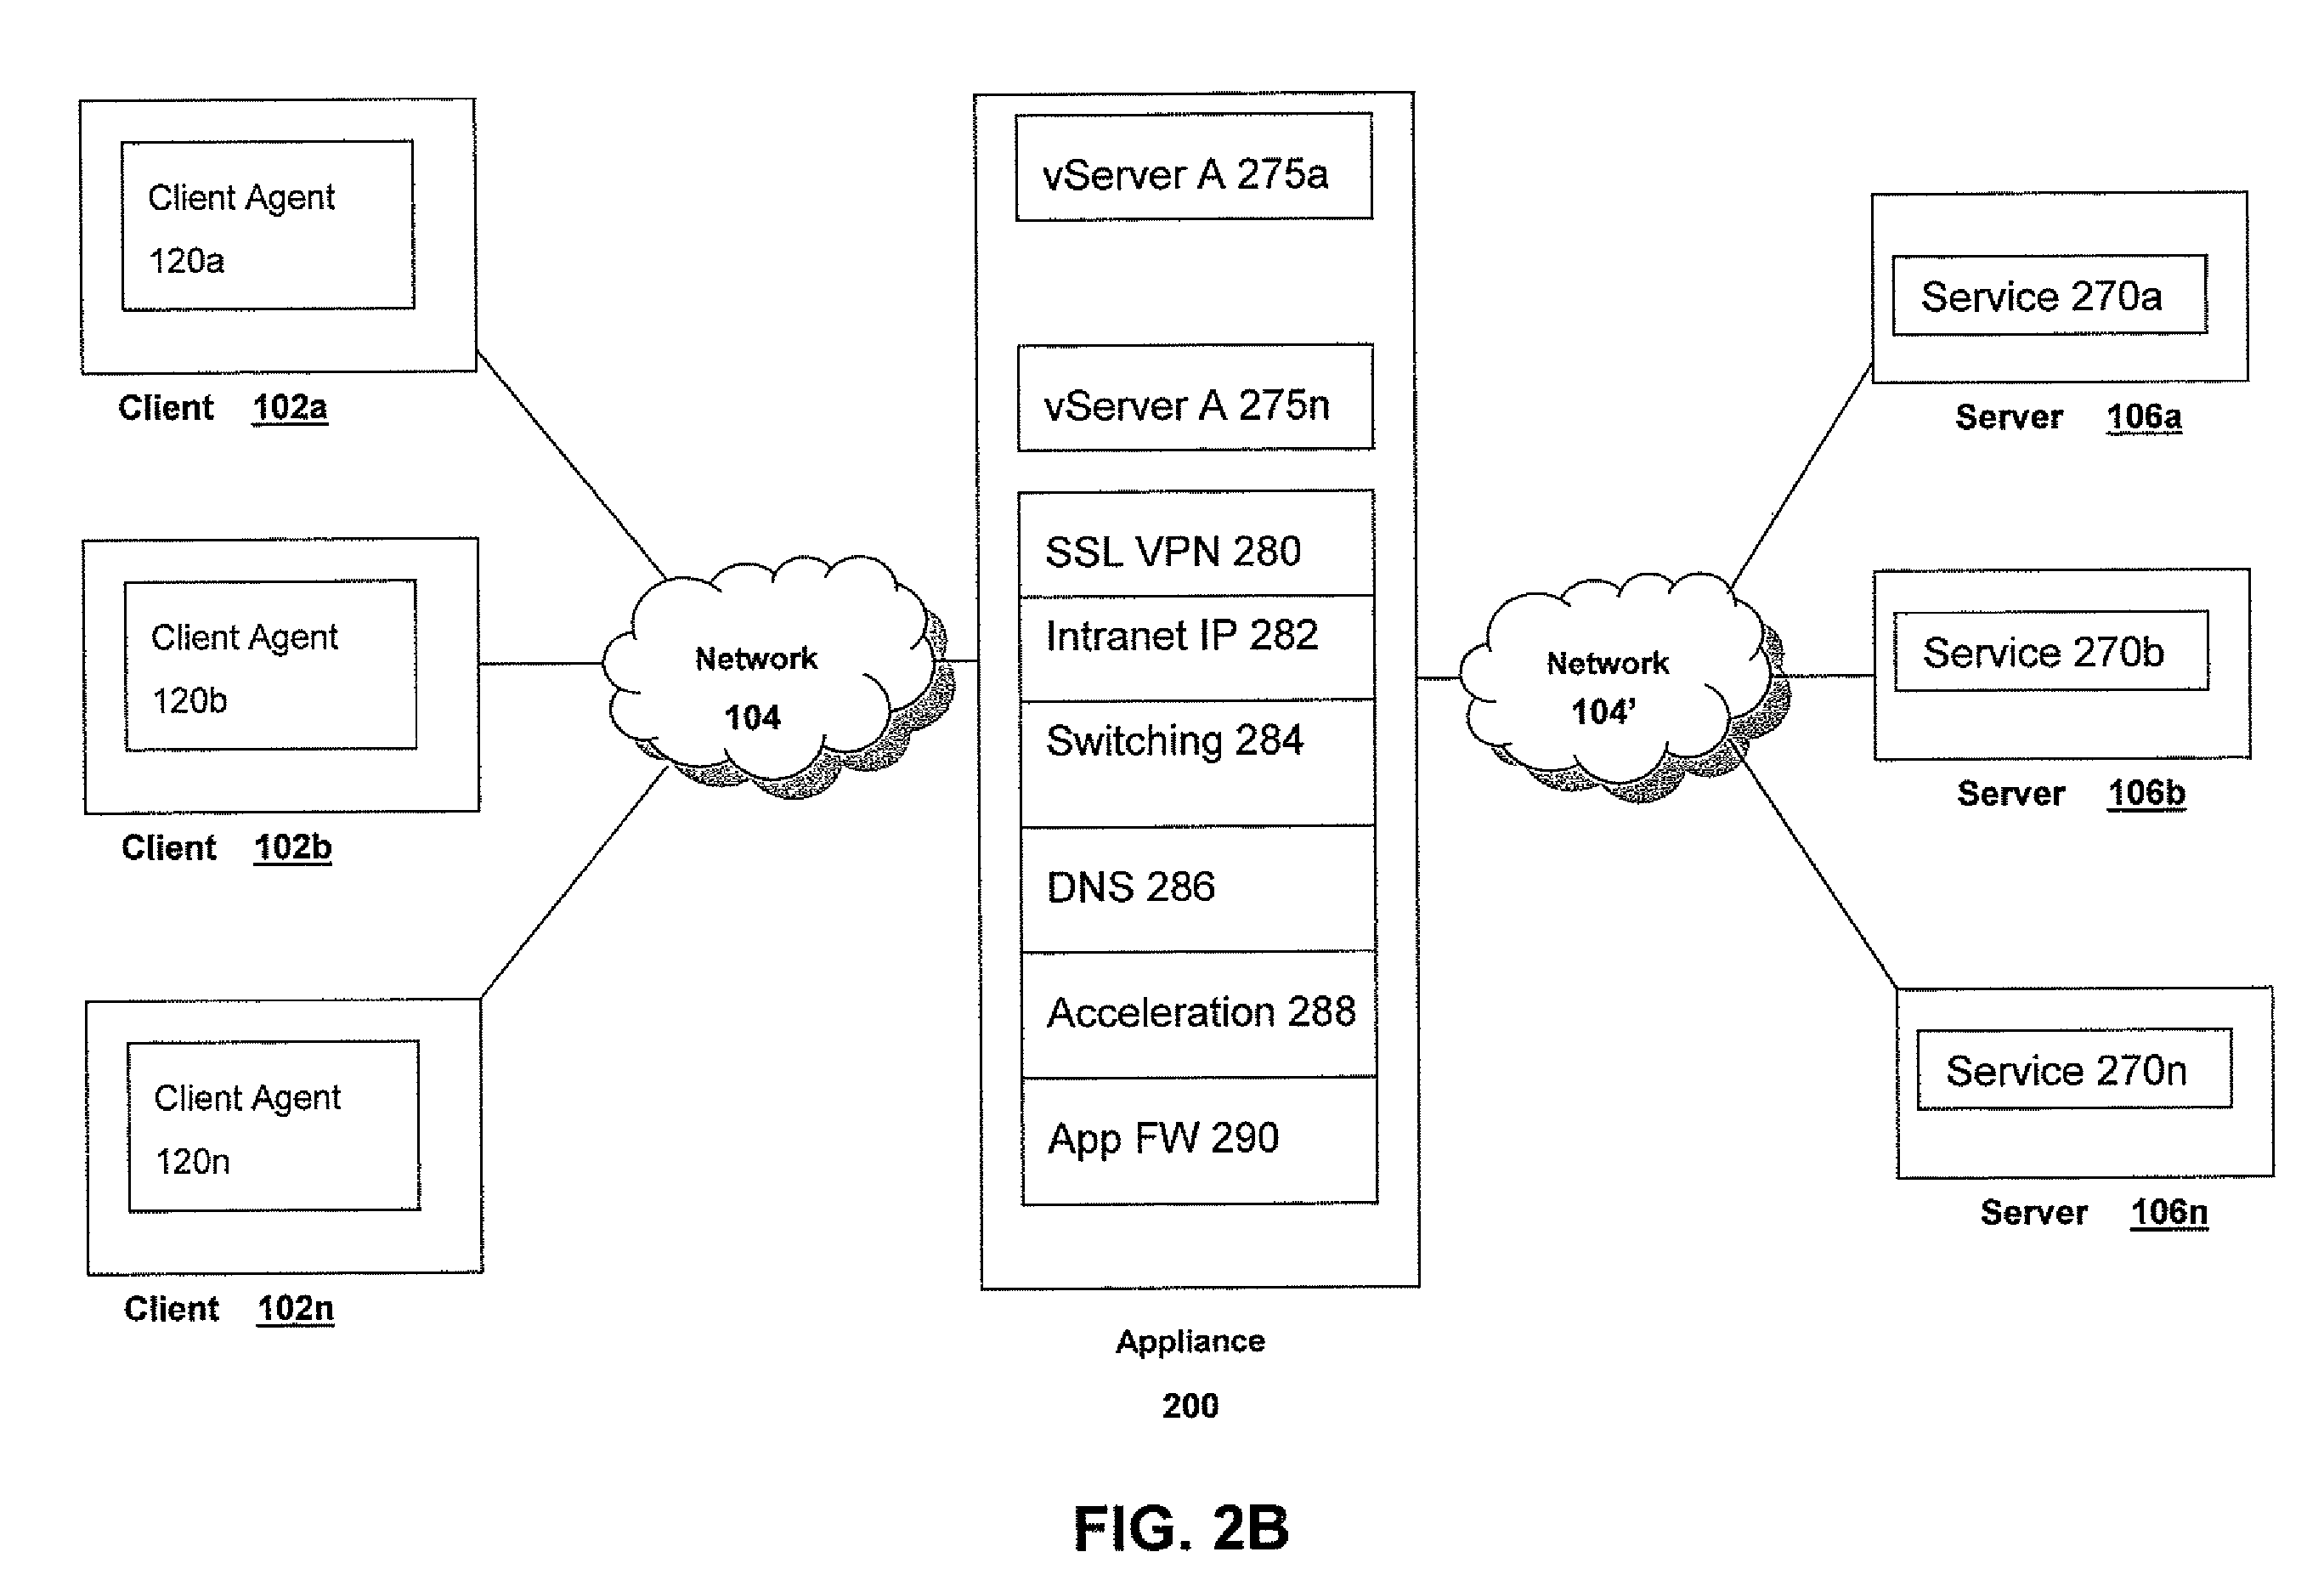 Client Agent
120a
Client 102a
Client Agent
120b
Client 102b
Client Agent
120n
Client 102n
Network
104
vServer A 275a
vServer A 275n
SSL VPN 280
Intranet IP 282
Switching 284
DNS 286
Acceleration 288
App FW 290
Appliance
200
Network
104’
Service 270a
Server 106a
Service 270b
Server 106b
Service 270n
Server 106n
FIG. 2B